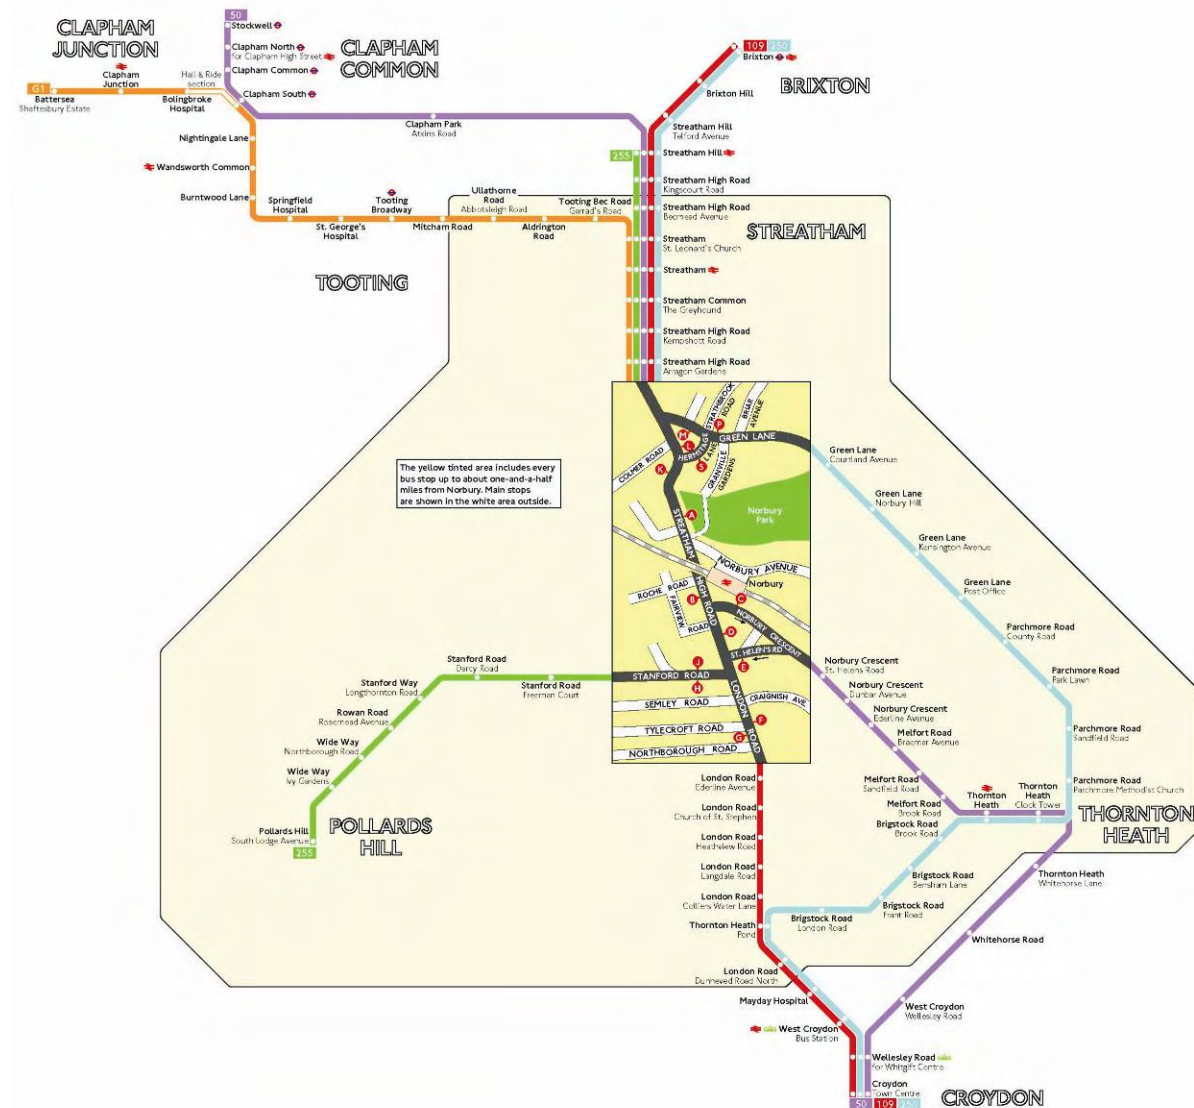 CLAPHAM
JUNCTION
50
Stockwell
Clapham North
for Clapham High Street
Clapham Common
CLAPHAM
COMMON
Clapham
Junction
Hail & Ride
section
Clapham South
G1
Battersea
Shaftesbury Estate
Bolingbroke
Hospital
Clapham Park
Atkins Road
Nightingale Lane
Wandsworth Common
Burntwood Lane
Springfield
Hospital
St. George's
Hospital
Tooting
Broadway
Mitcham Road
Ullathorne
Road
Abbotsleigh Road
Aldrington
Road
Tooting Bec Road
Garrad's Road
TOOTING
109 250
Brixton
BRIXTON
Brixton Hill
Streatham Hill
Telford Avenue
255
Streatham Hill
Streatham High Road
Kingscourt Road
Streatham High Road
Becmead Avenue
STREATHAM
Streatham
St. Leonard's Church
Streatham
Streatham Common
The Greyhound
Streatham High Road
Kempshott Road
Streatham High Road
Arragon Gardens
The yellow tinted area includes every
bus stop up to about one-and-a-half
miles from Norbury. Main stops
are shown in the white area outside.
STRATHBROOK
ROAD
BRIAR
AVENUE
P
M
L
HERMITAGE
LANE
GREEN LANE
COLMER ROAD
K
S
GRANVILLE
GARDENS
A
Norbury
Park
STREATHAM
HIGH ROAD
NORBURY AVENUE
Norbury
ROCHE ROAD
FAIRVIEW
ROAD
B
C
D
NORBURY CRESCENT
ST. HELEN'S RD
E
J
STANFORD ROAD
H
LONDON
ROAD
SEMLEY ROAD
CRAIGNISH AVE
F
TYLECROFT ROAD
G
NORTHBOROUGH ROAD
Green Lane
Courtland Avenue
Green Lane
Norbury Hill
Green Lane
Kensington Avenue
Green Lane
Post Office
Parchmore Road
County Road
Parchmore Road
Park Lawn
Parchmore Road
Sandfield Road
Parchmore Road
Parchmore Methodist Church
Norbury Crescent
St. Helens Road
Norbury Crescent
Dunbar Avenue
Norbury Crescent
Ederline Avenue
Melfort Road
Braemar Avenue
Melfort Road
Sandfield Road
Melfort Road
Brook Road
Thornton
Heath
Thornton
Heath
Clock Tower
THORNTON
HEATH
Brigstock Road
Brook Road
Brigstock Road
Bensham Lane
Brigstock Road
Frant Road
Brigstock Road
London Road
Thornton Heath
Whitehorse Lane
Whitehorse Road
West Croydon
Wellesley Road
Stanford Road
Darcy Road
Stanford Road
Freeman Court
Stanford Way
Longthornton Road
Rowan Road
Rosemead Avenue
Wide Way
Northborough Road
Wide Way
Ivy Gardens
Pollards Hill
South Lodge Avenue
255
POLLARDS
HILL
London Road
Ederline Avenue
London Road
Church of St. Stephen
London Road
Heathview Road
London Road
Langdale Road
London Road
Colliers Water Lane
Thornton Heath
Pond
London Road
Dunheved Road North
Mayday Hospital
West Croydon
Bus Station
Wellesley Road
for Whitgift Centre
Croydon
Town Centre
50 109 250
CROYDON